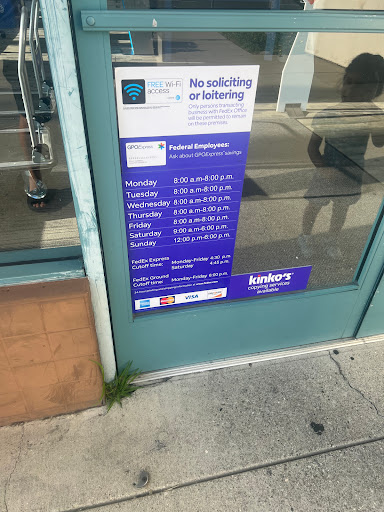 FREE Wi-Fi
access
No soliciting
or loitering
Only persons transacting
business with FedEx Office
will be permitted to remain
on these premises.
GPOExpress
Federal Employees:
Ask about GPOExpress savings
Monday 8:00 a.m-8:00 p.m.
Tuesday 8:00 a.m-8:00 p.m.
Wednesday 8:00 a.m-8:00 p.m.
Thursday 8:00 a.m-8:00 p.m.
Friday 8:00 a.m-8:00 p.m.
Saturday 9:00 a.m-6:00 p.m.
Sunday 12:00 p.m-6:00 p.m.
FedEx Express
Cutoff time:
Monday-Friday 4:30 p.m.
Saturday 4:45 p.m.
FedEx Ground
Cutoff time:
Monday-Friday 6:00 p.m.
MasterCard
VISA
kinko's
copying services
available